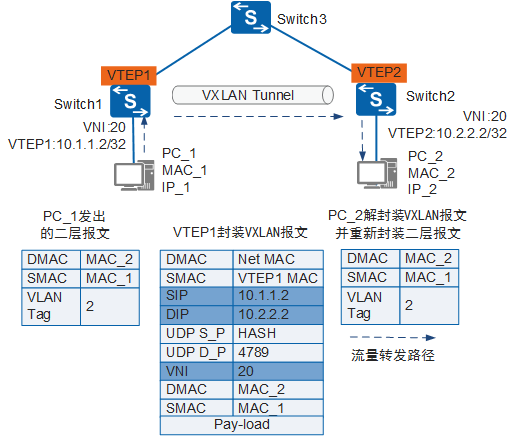 Switch3
VTEP1
VTEP2
Switch1
VXLAN Tunnel
Switch2
VNI:20
VTEP1:10.1.1.2/32
VNI:20
VTEP2:10.2.2.2/32
PC_1
MAC_1
IP_1
PC_2
MAC_2
IP_2
PC_1发出
的二层报文
DMAC MAC_2
SMAC MAC_1
VLAN
Tag
2
VTEP1封装VXLAN报文
DMAC Net MAC
SMAC VTEP1 MAC
SIP 10.1.1.2
DIP 10.2.2.2
UDP S_P HASH
UDP D_P 4789
VNI 20
DMAC MAC_2
SMAC MAC_1
Pay-load
PC_2解封装VXLAN报文
并重新封装二层报文
DMAC MAC_2
SMAC MAC_1
VLAN
Tag
2
流量转发路径